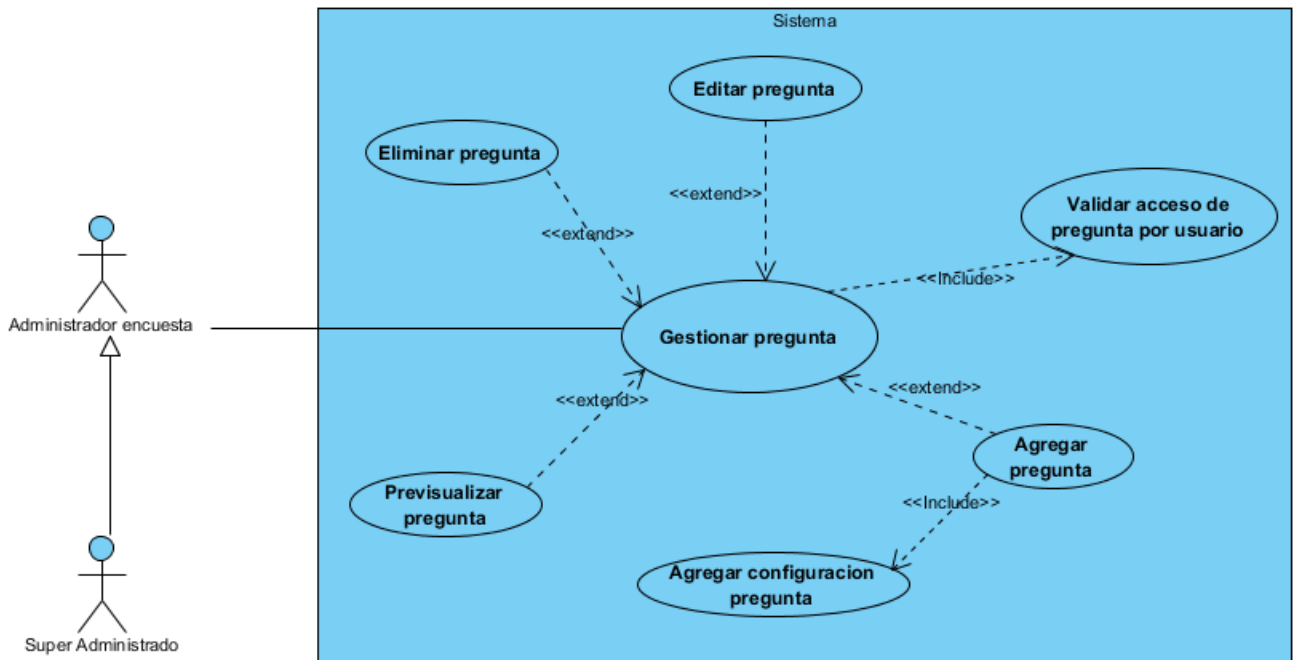 Sistema
Editar pregunta
Eliminar pregunta
<<extend>>
Validar acceso de
pregunta por usuario
<<extend>>
<<Include>>
Administrador encuesta
Gestionar pregunta
<<extend>>
<<extend>>
Agregar
pregunta
Previsualizar
pregunta
<<Include>>
Agregar configuracion
pregunta
Super Administrado